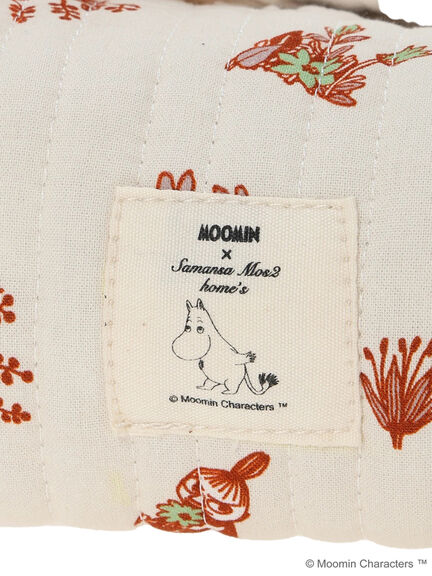 MOOMIN
×
Samansa Mos2
home's
© Moomin Characters ™
© Moomin Characters ™